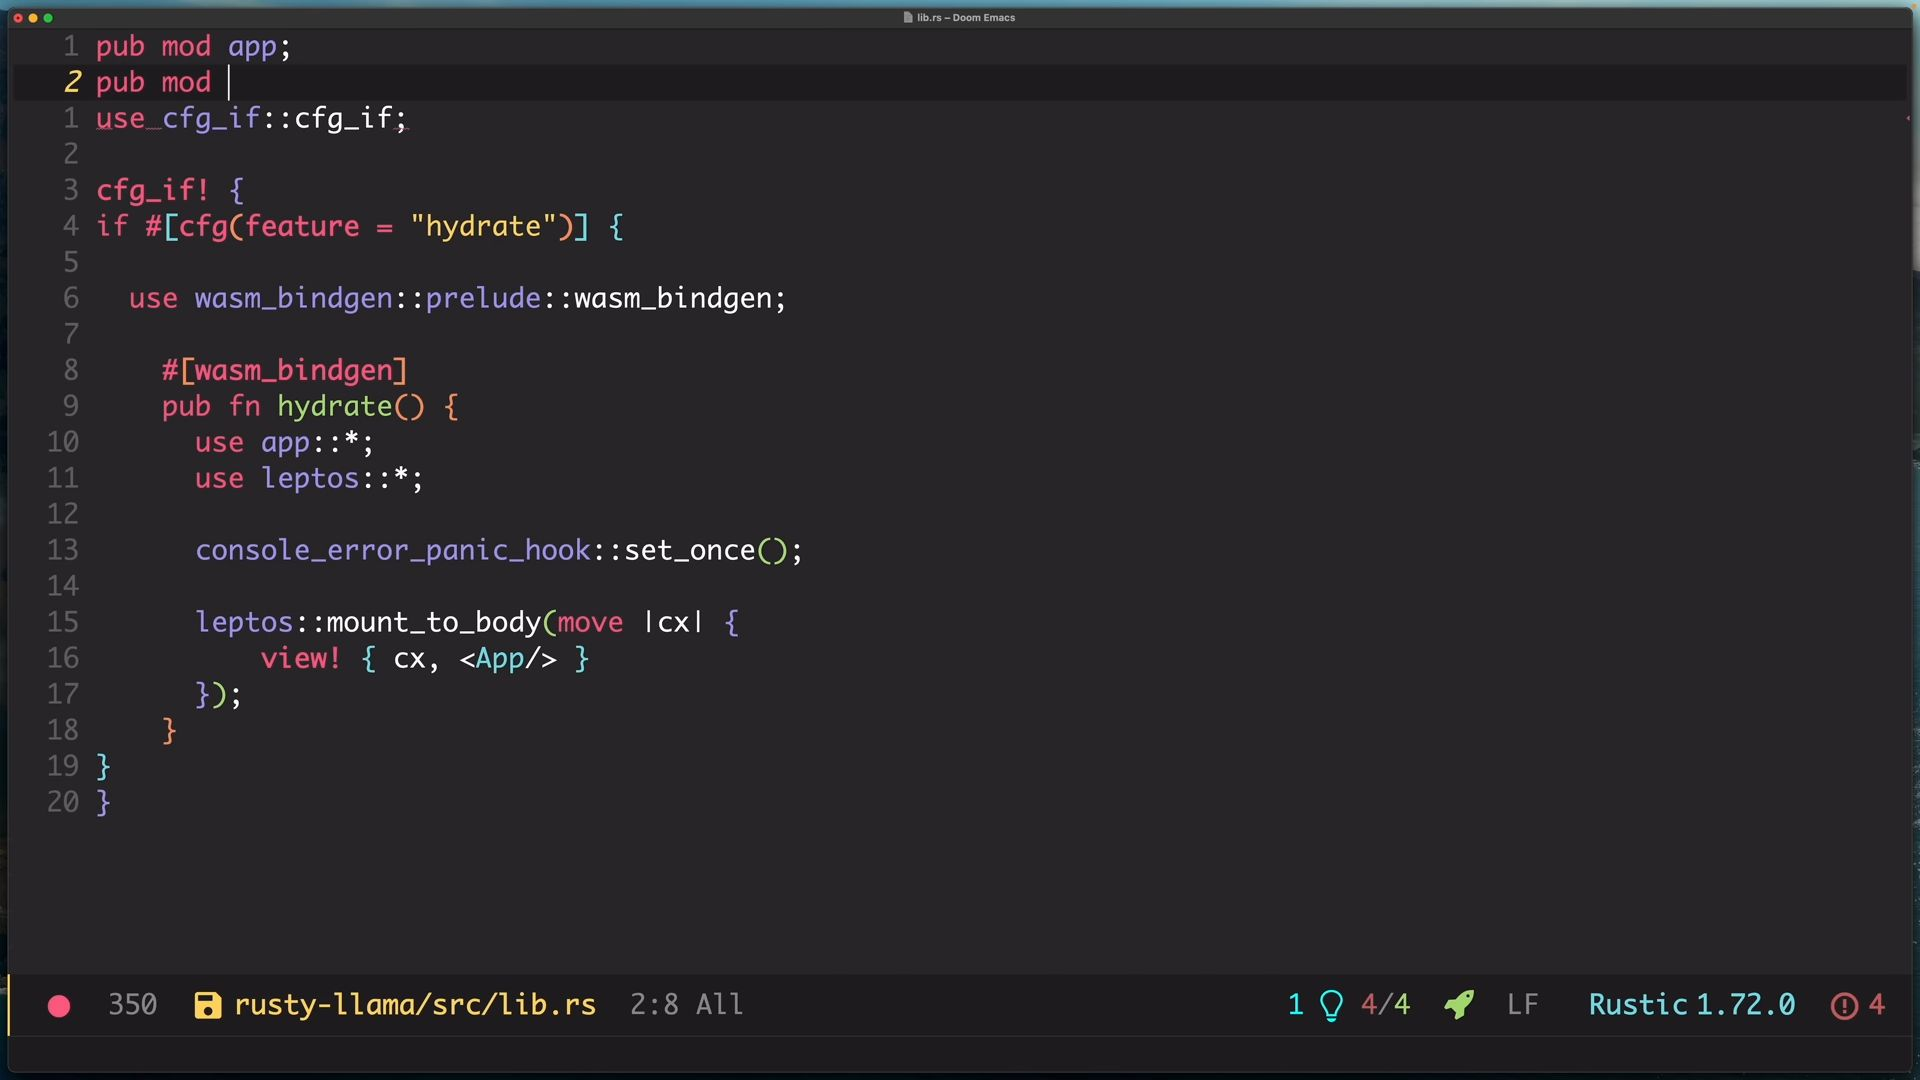 lib.rs – Doom Emacs
1 pub mod app;
2 pub mod
1 use cfg_if::cfg_if;
2
3 cfg_if! {
4 if #[cfg(feature = "hydrate")] {
5
6 use wasm_bindgen::prelude::wasm_bindgen;
7
8 #[wasm_bindgen]
9 pub fn hydrate() {
10 use app::*;
11 use leptos::*;
12
13 console_error_panic_hook::set_once();
14
15 leptos::mount_to_body(move |cx| {
16 view! { cx, <App/> }
17 });
18 }
19 }
20 }
350 rusty-llama/src/lib.rs 2:8 All 1 4/4 LF Rustic 1.72.0 4